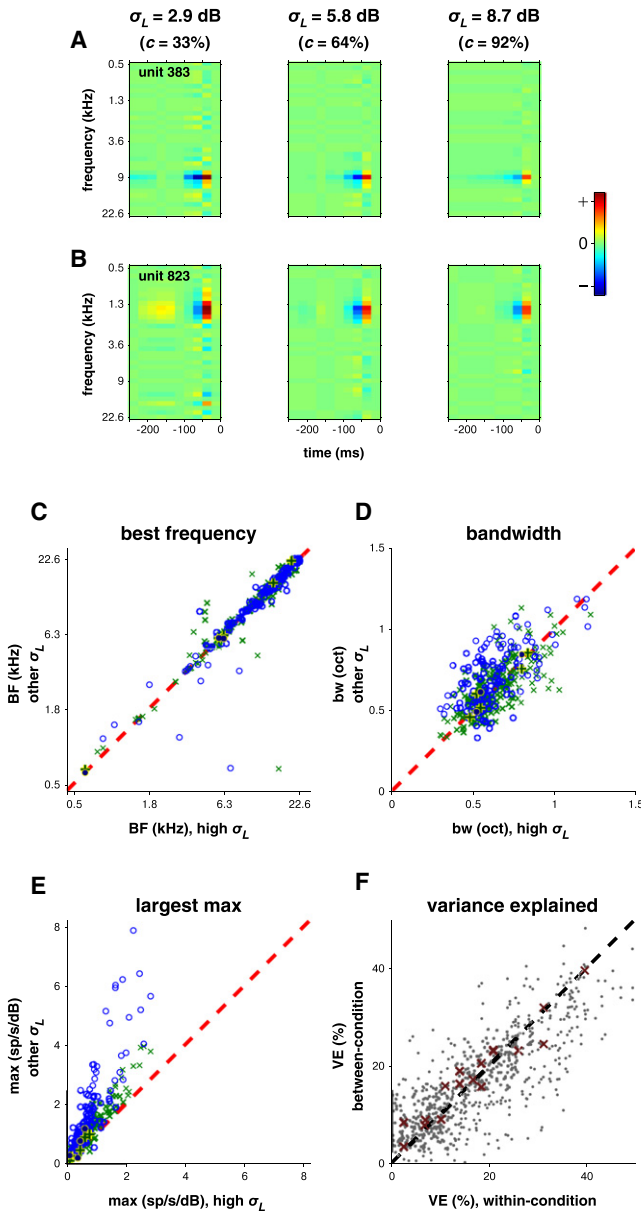 σL = 2.9 dB
(c = 33%)
σL = 5.8 dB
(c = 64%)
σL = 8.7 dB
(c = 92%)
A
unit 383
0.5
1.3
3.6
9
22.6
frequency (kHz)
+
0
−
B
unit 823
0.5
1.3
3.6
9
22.6
frequency (kHz)
-200
-100
0
-200
-100
0
-200
-100
0
time (ms)
C
best frequency
22.6
6.3
1.8
0.5
BF (kHz)
other σL
0.5
1.8
6.3
22.6
BF (kHz), high σL
D
bandwidth
1.5
1
0.5
0
bw (oct)
other σL
0
0.5
1
1.5
bw (oct), high σL
E
largest max
8
6
4
2
0
max (sp/s/dB)
other σL
0
2
4
6
8
max (sp/s/dB), high σL
F
variance explained
40
20
0
VE (%)
between-condition
0
20
40
VE (%), within-condition